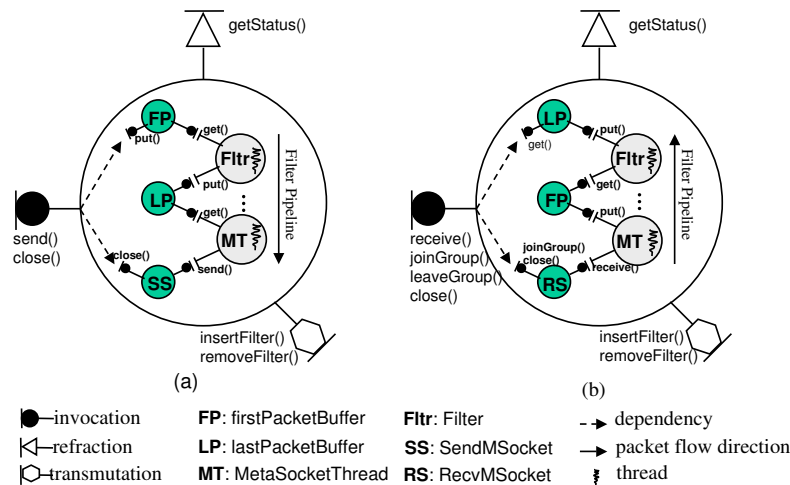 getStatus()
FP
put()
get()
Fltr
put()
LP
get()
MT
close()
send()
SS
Filter Pipeline
send()
close()
insertFilter()
removeFilter()
(a)
getStatus()
LP
get()
put()
Fltr
get()
FP
put()
MT
joinGroup()
close()
receive()
RS
Filter Pipeline
receive()
joinGroup()
leaveGroup()
close()
insertFilter()
removeFilter()
(b)
invocation
FP: firstPacketBuffer
Fltr: Filter
dependency
refraction
LP: lastPacketBuffer
SS: SendMSocket
packet flow direction
transmutation
MT: MetaSocketThread
RS: RecvMSocket
thread